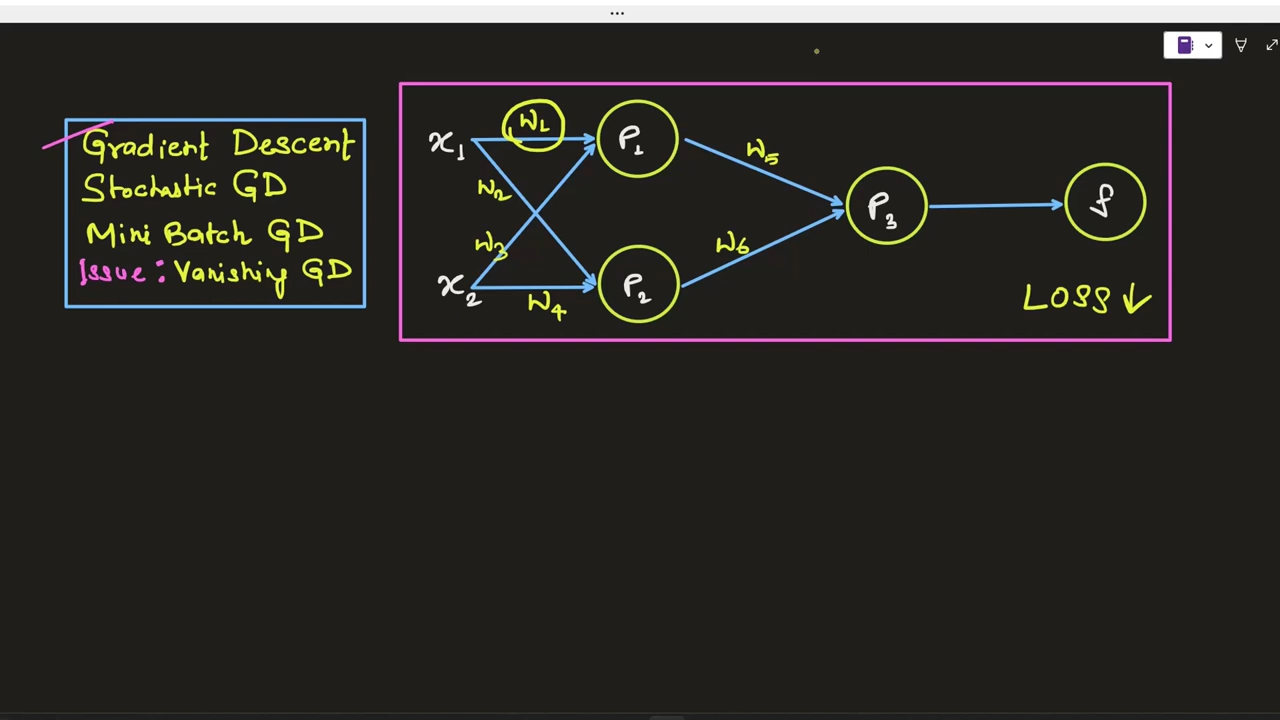 Gradient Descent
Stochastic GD
Mini Batch GD
Issue: Vanishing GD
x1 W1 P1
W2
W3
x2 W4 P2
W5
W6
P3
f
Loss ↓